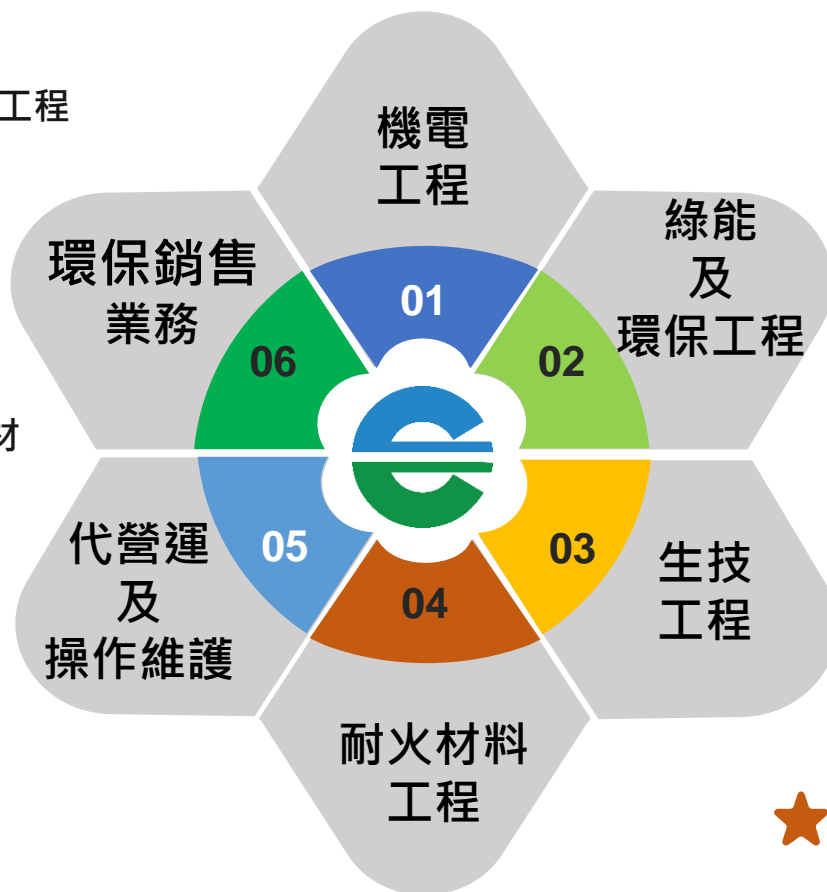 工程
機電
工程
01
綠能
及
環保工程
02
生技
工程
03
耐火材料
工程
04
代營運
及
操作維護
05
環保銷售
業務
06
材